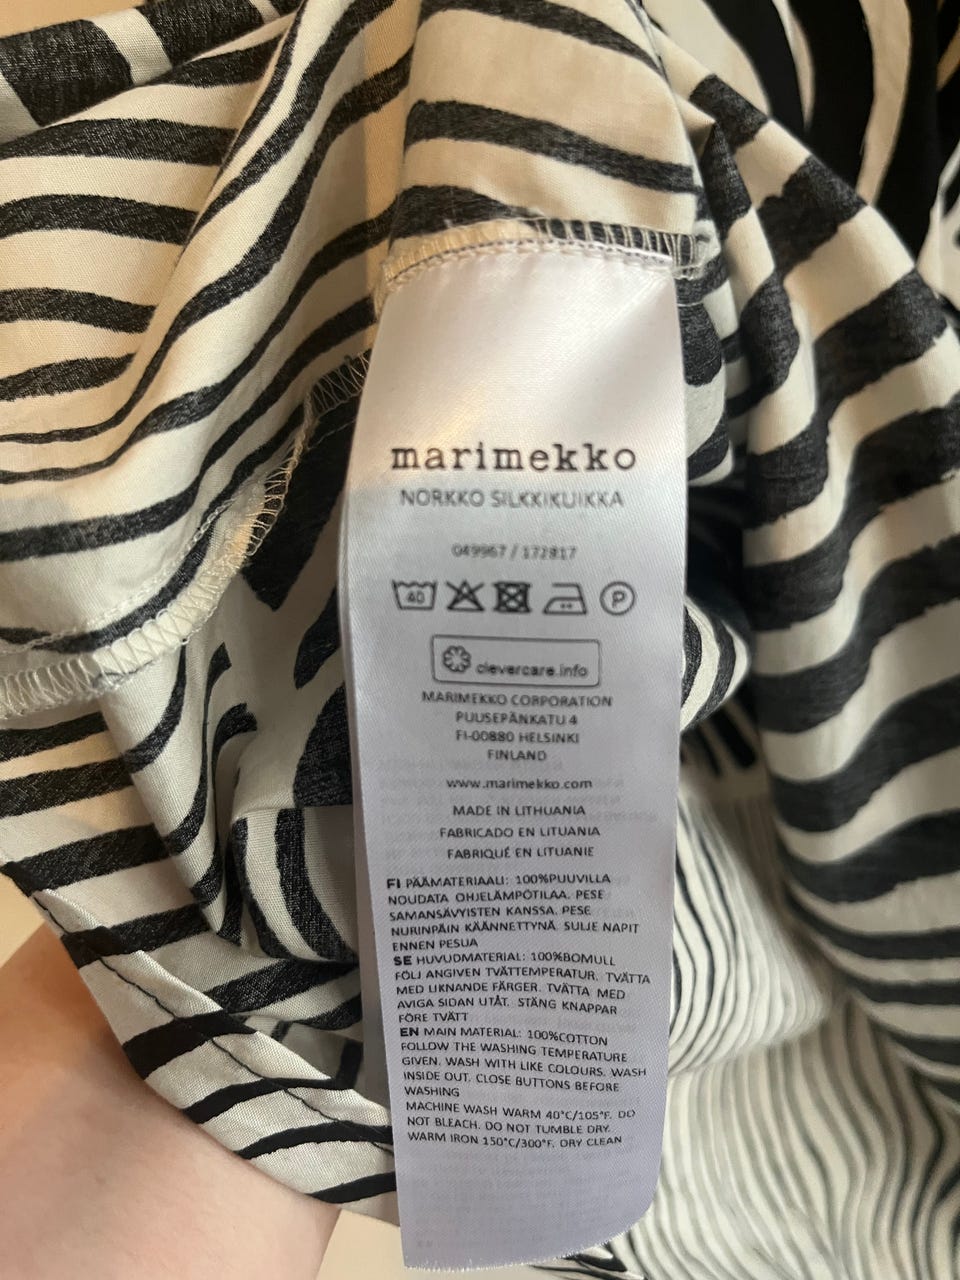 marimekko
NORKKO SILKKIKUIKKA
049967 / 172817
40 P
clevercare.info
MARIMEKKO CORPORATION
PUUSEPÄNKATU 4
FI-00880 HELSINKI
FINLAND
www.marimekko.com
MADE IN LITHUANIA
FABRICADO EN LITUANIA
FABRIQUÉ EN LITUANIE
FI PÄÄMATERIAALI: 100%PUUVILLA
NOUDATA OHJELÄMPÖTILAA. PESE
SAMANSÄVYISTEN KANSSA. PESE
NURINPÄIN KÄÄNNETTYNÄ. SULJE NAPIT
ENNEN PESUA
SE HUVUDMATERIAL: 100%BOMULL
FÖLJ ANGIVEN TVÄTTEMPERATUR. TVÄTTA
MED LIKNANDE FÄRGER. TVÄTTA MED
AVIGA SIDAN UTÅT. STÄNG KNAPPAR
FÖRE TVÄTT
EN MAIN MATERIAL: 100%COTTON
FOLLOW THE WASHING TEMPERATURE
GIVEN. WASH WITH LIKE COLOURS. WASH
INSIDE OUT. CLOSE BUTTONS BEFORE
WASHING
MACHINE WASH WARM 40°C/105°F. DO
NOT BLEACH. DO NOT TUMBLE DRY.
WARM IRON 150°C/300°F. DRY CLEAN